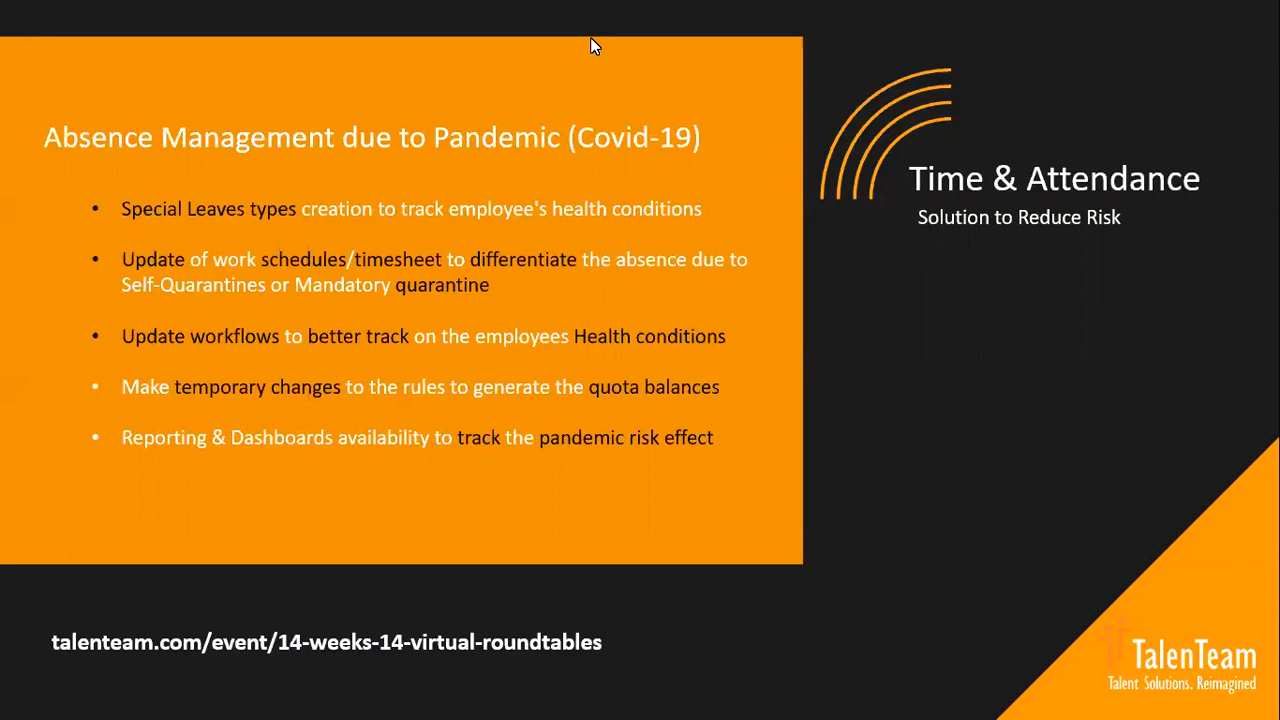 Absence Management due to Pandemic (Covid-19)
• Special Leaves types creation to track employee's health conditions
• Update of work schedules/timesheet to differentiate the absence due to
Self-Quarantines or Mandatory quarantine
• Update workflows to better track on the employees Health conditions
• Make temporary changes to the rules to generate the quota balances
• Reporting & Dashboards availability to track the pandemic risk effect
Time & Attendance
Solution to Reduce Risk
talenteam.com/event/14-weeks-14-virtual-roundtables
TalenTeam
Talent Solutions. Reimagined